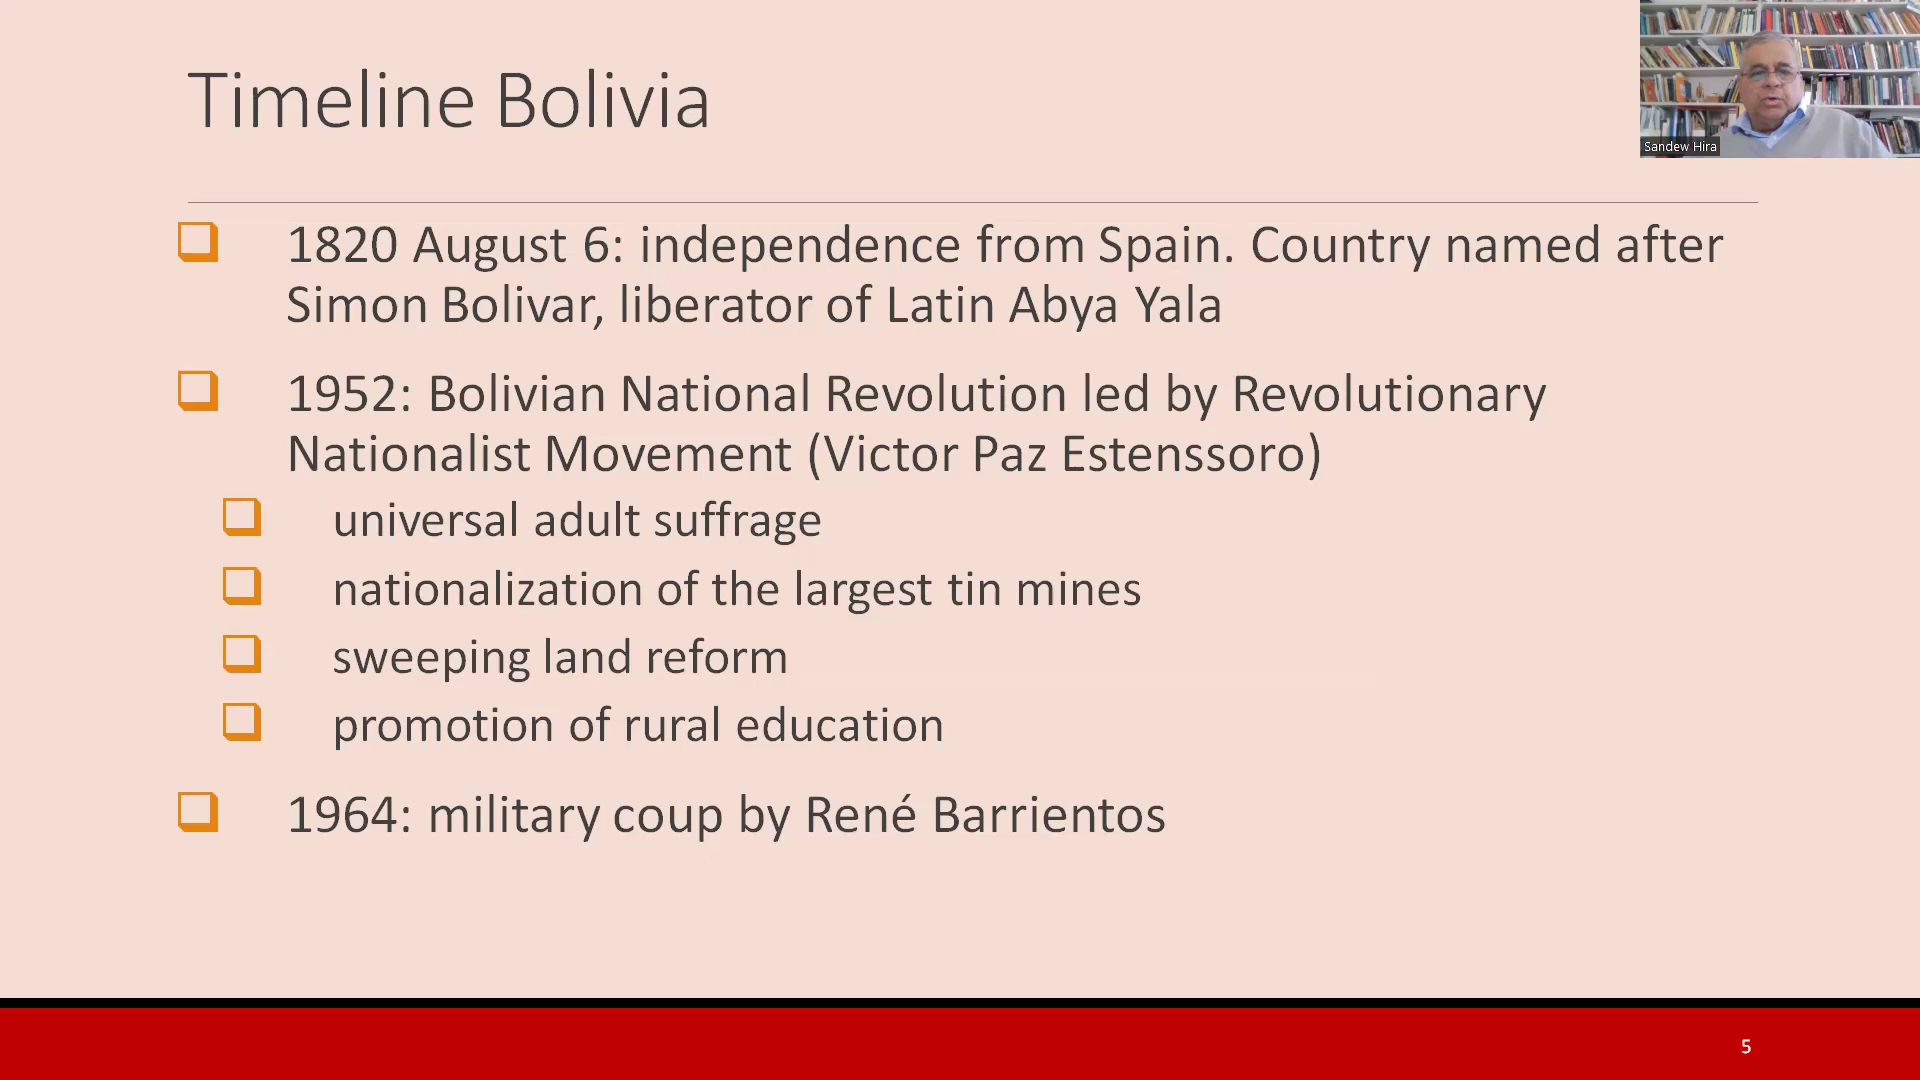 Timeline Bolivia
Sandew Hira
1820 August 6: independence from Spain. Country named after
Simon Bolivar, liberator of Latin Abya Yala
1952: Bolivian National Revolution led by Revolutionary
Nationalist Movement (Victor Paz Estenssoro)
universal adult suffrage
nationalization of the largest tin mines
sweeping land reform
promotion of rural education
1964: military coup by René Barrientos
5